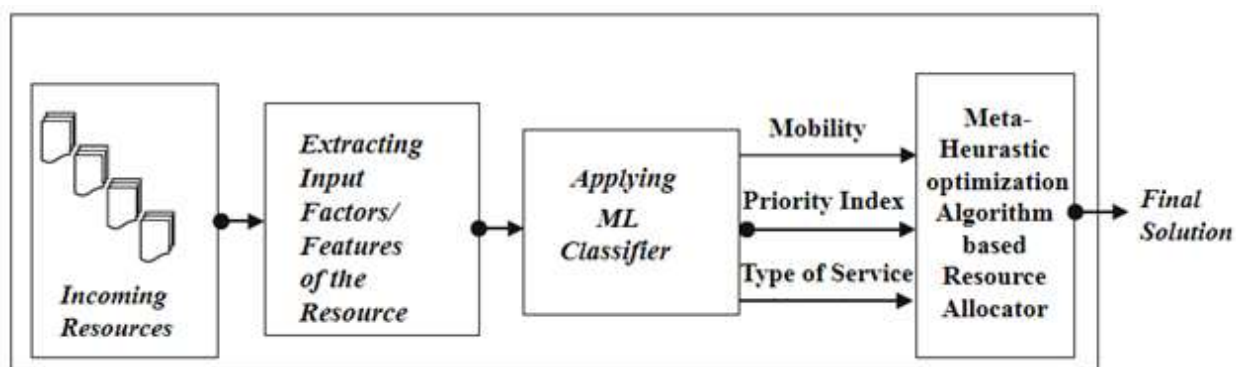 Incoming
Resources
Extracting
Input
Factors/
Features
of the
Resource
Applying
ML
Classifier
Mobility
Priority Index
Type of Service
Meta-
Heurastic
optimization
Algorithm
based
Resource
Allocator
Final
Solution